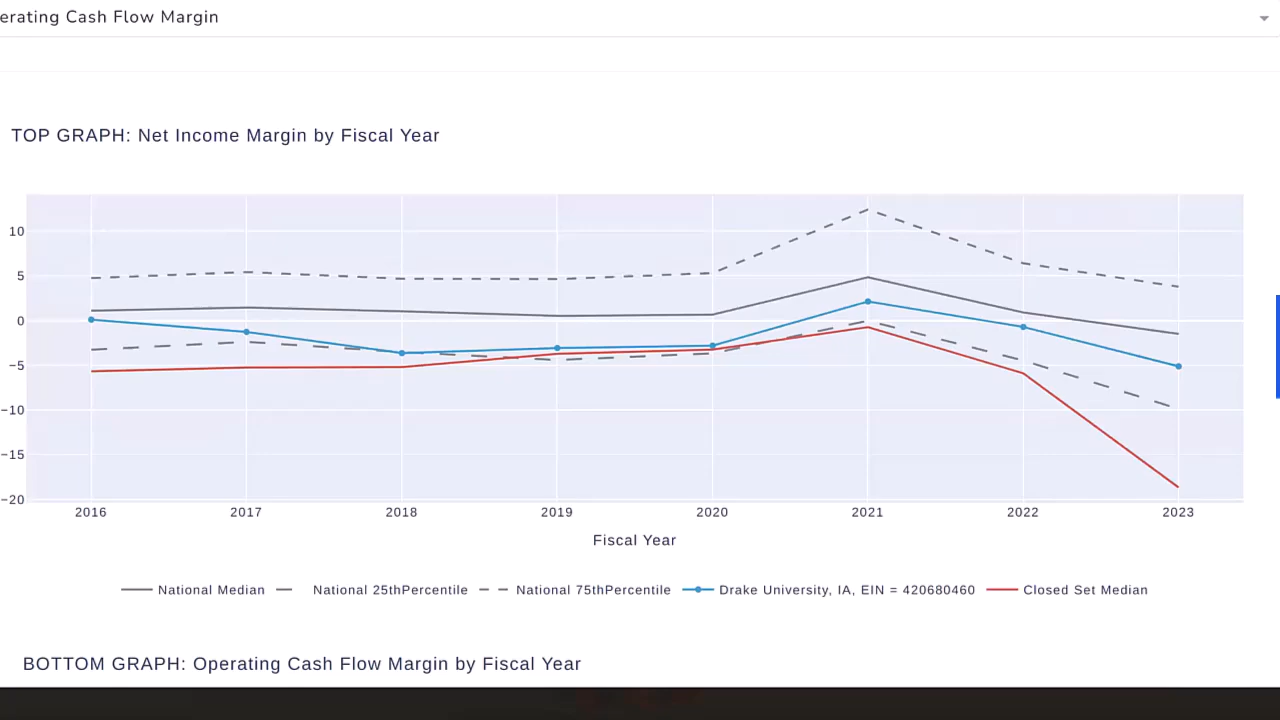 erating Cash Flow Margin
TOP GRAPH: Net Income Margin by Fiscal Year
10
5
0
−5
−10
−15
−20
2016 2017 2018 2019 2020 2021 2022 2023
Fiscal Year
National Median National 25thPercentile National 75thPercentile Drake University, IA, EIN = 420680460 Closed Set Median
BOTTOM GRAPH: Operating Cash Flow Margin by Fiscal Year